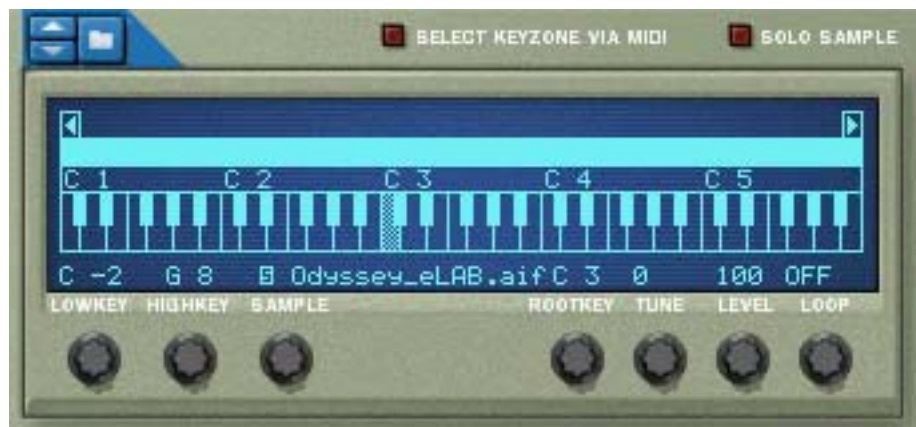 SELECT KEYZONE VIA MIDI SOLO SAMPLE
C 1 C 2 C 3 C 4 C 5
C -2 G 8 S Odyssey_eLAB.aif C 3 0 100 OFF
LOWKEY HIGHKEY SAMPLE ROOTKEY TUNE LEVEL LOOP